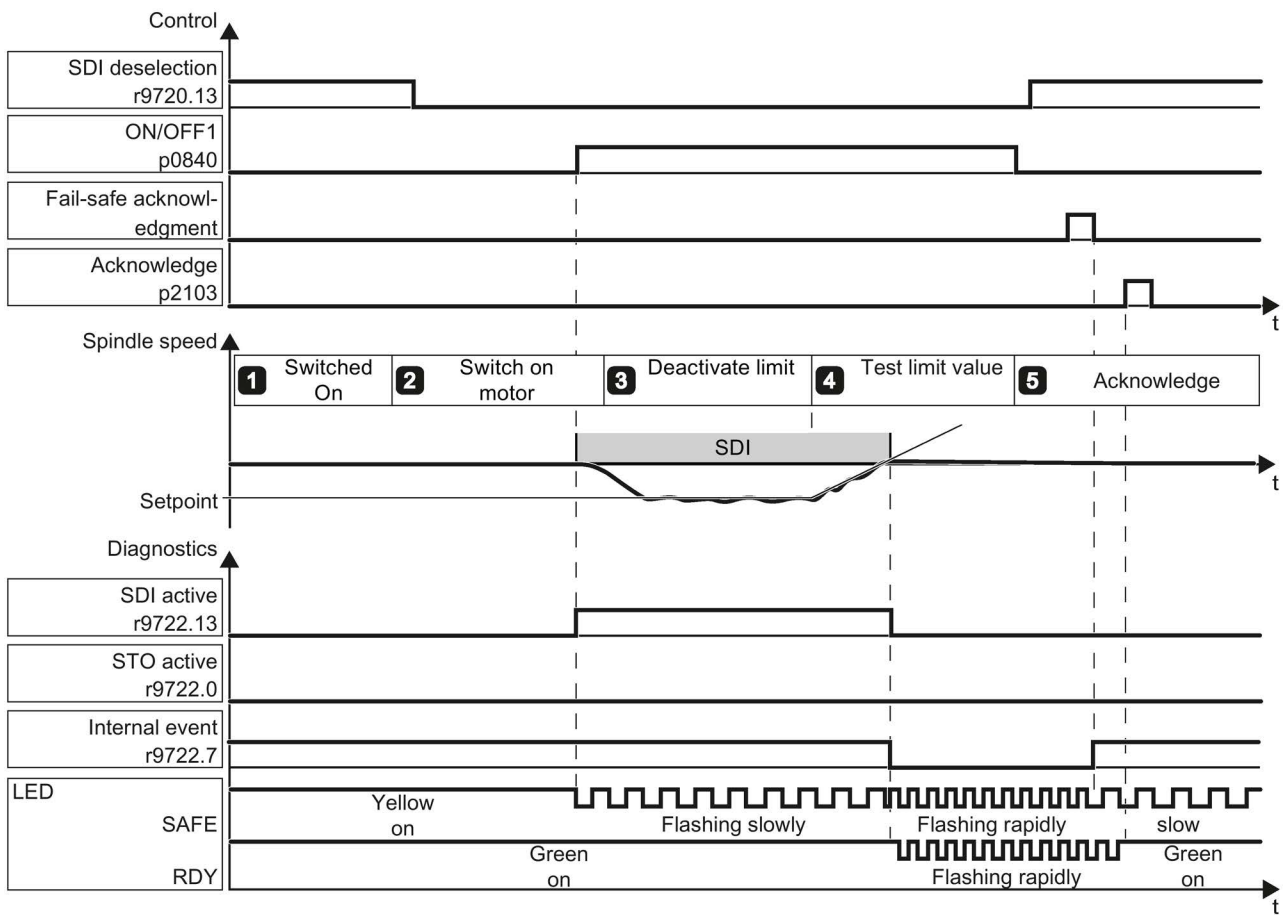 Control
SDI deselection
r9720.13
ON/OFF1
p0840
Fail-safe acknowl-
edgment
Acknowledge
p2103
t
Spindle speed
1 Switched
On
2 Switch on
motor
3 Deactivate limit
4 Test limit value
5 Acknowledge
SDI
t
Setpoint
Diagnostics
SDI active
r9722.13
STO active
r9722.0
Internal event
r9722.7
LED
SAFE
Yellow
on
Flashing slowly
Flashing rapidly
slow
RDY
Green
on
Flashing rapidly
Green
on
t